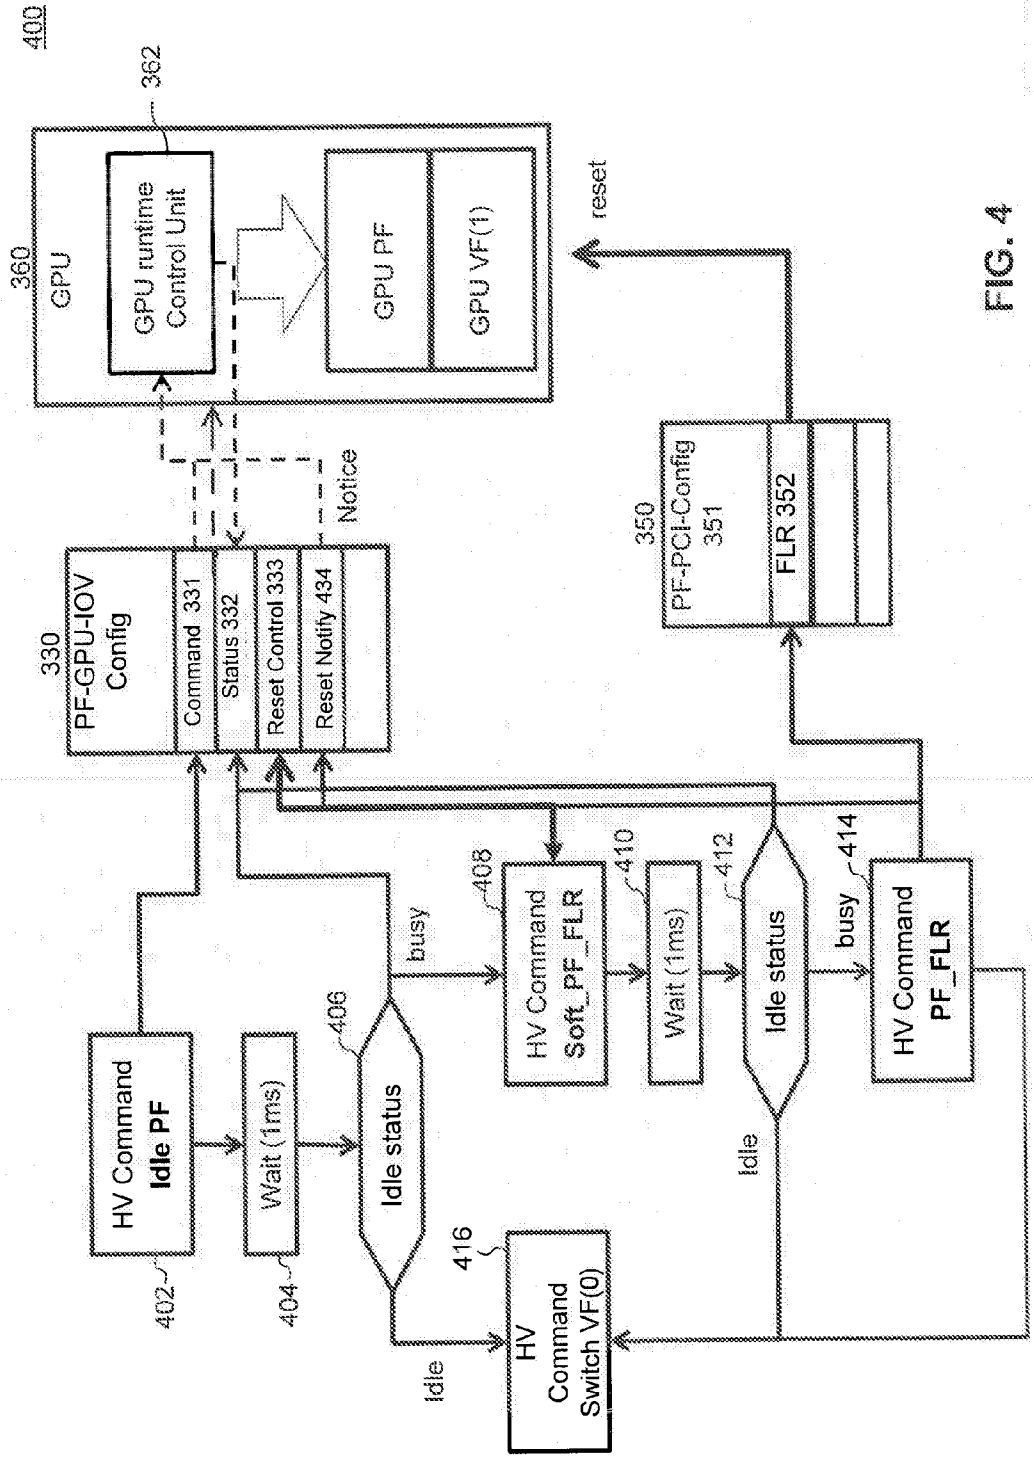 400
360
GPU
362
GPU runtime
Control Unit
GPU PF
GPU VF(1)
reset
330
PF-GPU-IOV
Config
Command 331
Status 332
Reset Control 333
Reset Notify 434
Notice
350
PF-PCI-Config
351
FLR 352
402
HV Command
Idle PF
404
Wait (1ms)
406
Idle status
busy
Idle
408
HV Command
Soft_PF_FLR
410
Wait (1ms)
412
Idle status
busy
Idle
414
HV Command
PF_FLR
416
HV
Command
Switch VF(0)
FIG. 4